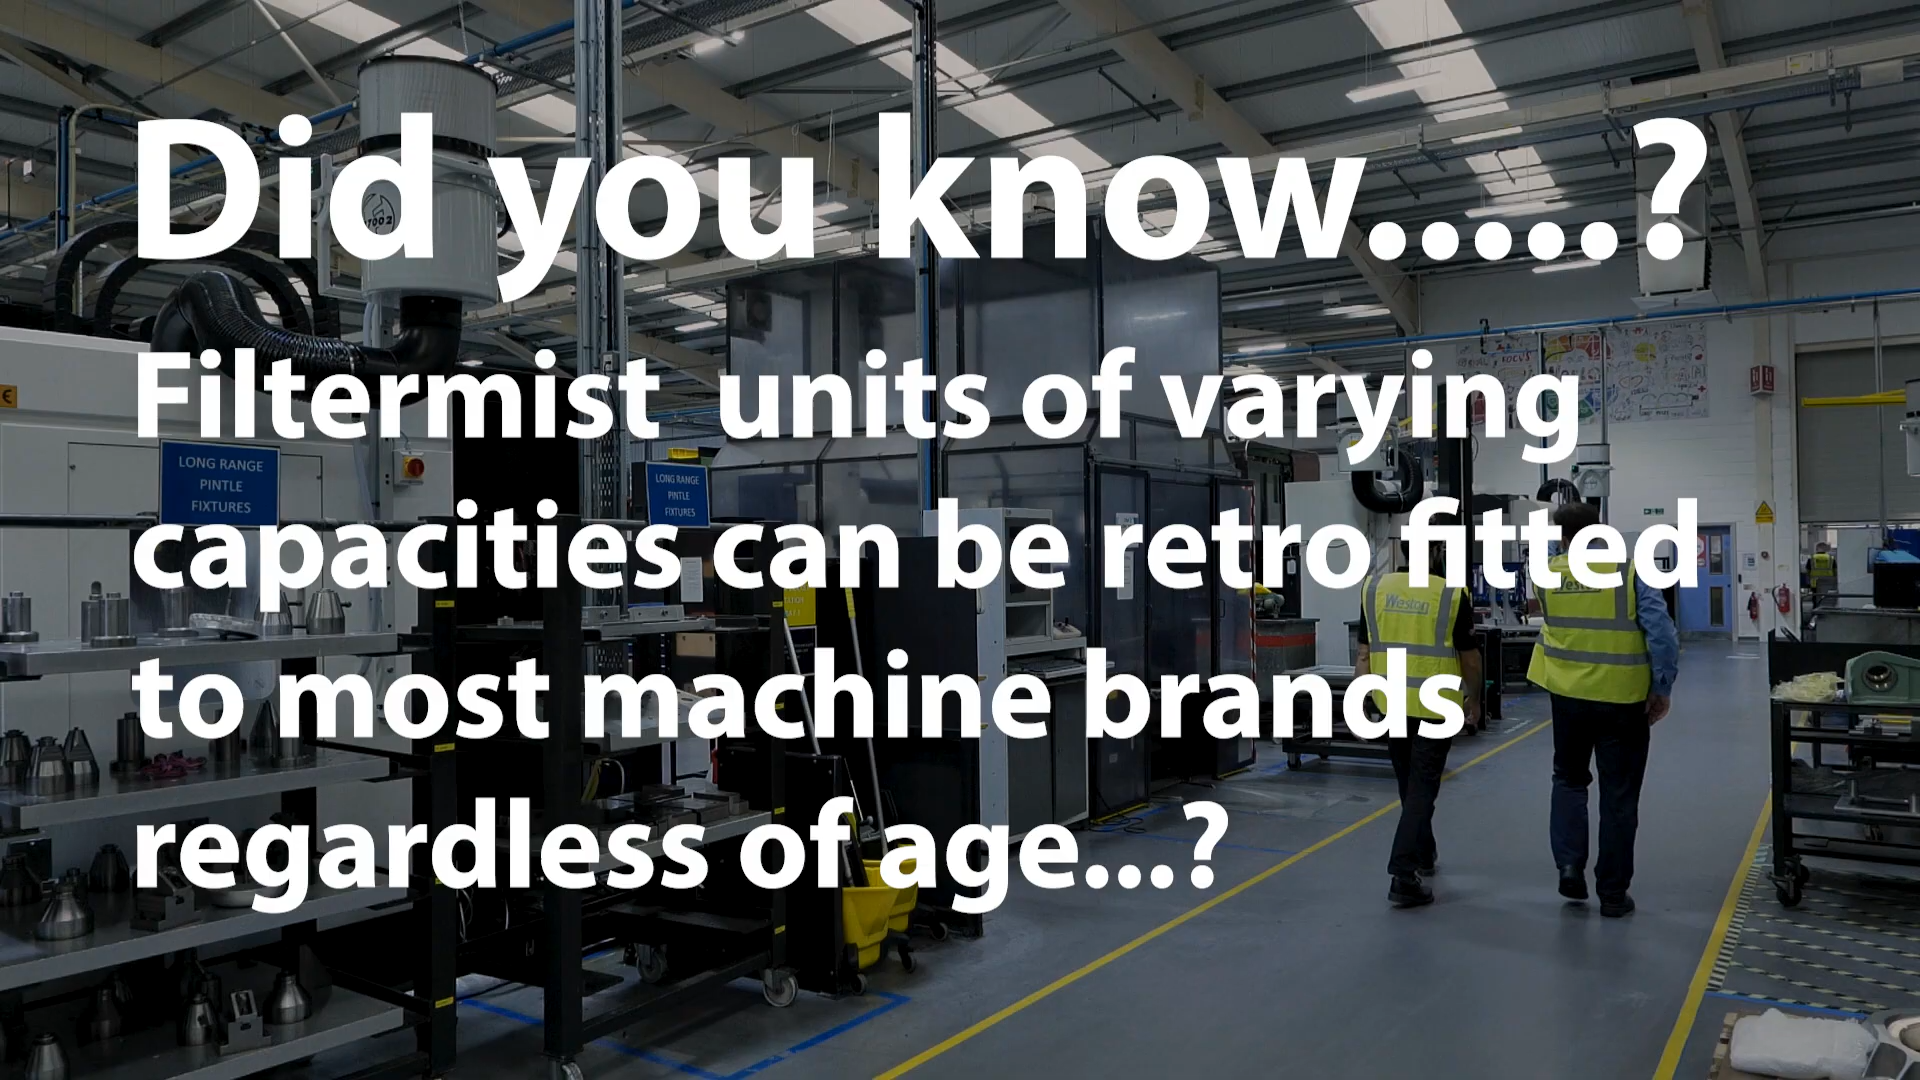 Did you know.....?
Filtermist units of varying
capacities can be retro fitted
to most machine brands
regardless of age...?
LONG RANGE
PINTLE
FIXTURES
LONG RANGE
PINTLE
FIXTURES
Weston